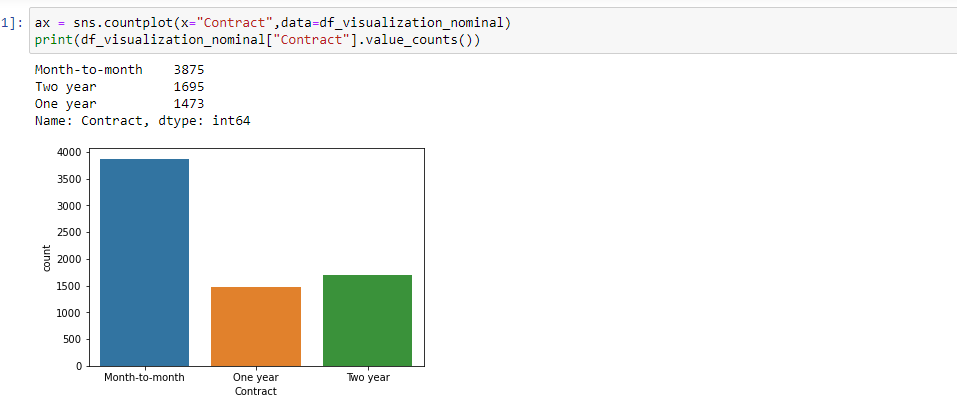 1]: ax = sns.countplot(x="Contract",data=df_visualization_nominal)
print(df_visualization_nominal["Contract"].value_counts())
Month-to-month    3875
Two year          1695
One year          1473
Name: Contract, dtype: int64
4000
3500
3000
2500
2000
1500
1000
500
0
count
Month-to-month One year Two year
Contract